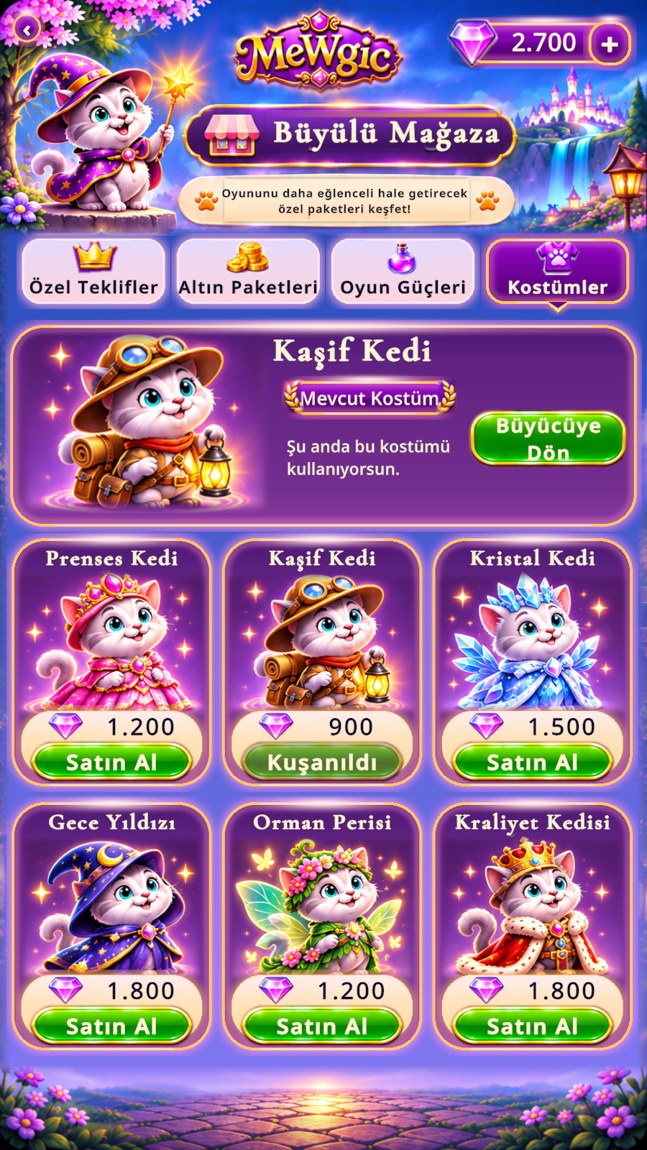 MeWgic
2.700 +
Büyülü Mağaza
Oyununu daha eğlenceli hale getirecek
özel paketleri keşfet!
Özel Teklifler
Altın Paketleri
Oyun Güçleri
Kostümler
Kaşif Kedi
Mevcut Kostüm
Şu anda bu kostümü
kullanıyorsun.
Büyücüye
Dön
Prenses Kedi
1.200
Satın Al
Kaşif Kedi
900
Kuşanıldı
Kristal Kedi
1.500
Satın Al
Gece Yıldızı
1.800
Satın Al
Orman Perisi
1.200
Satın Al
Kraliyet Kedisi
1.800
Satın Al